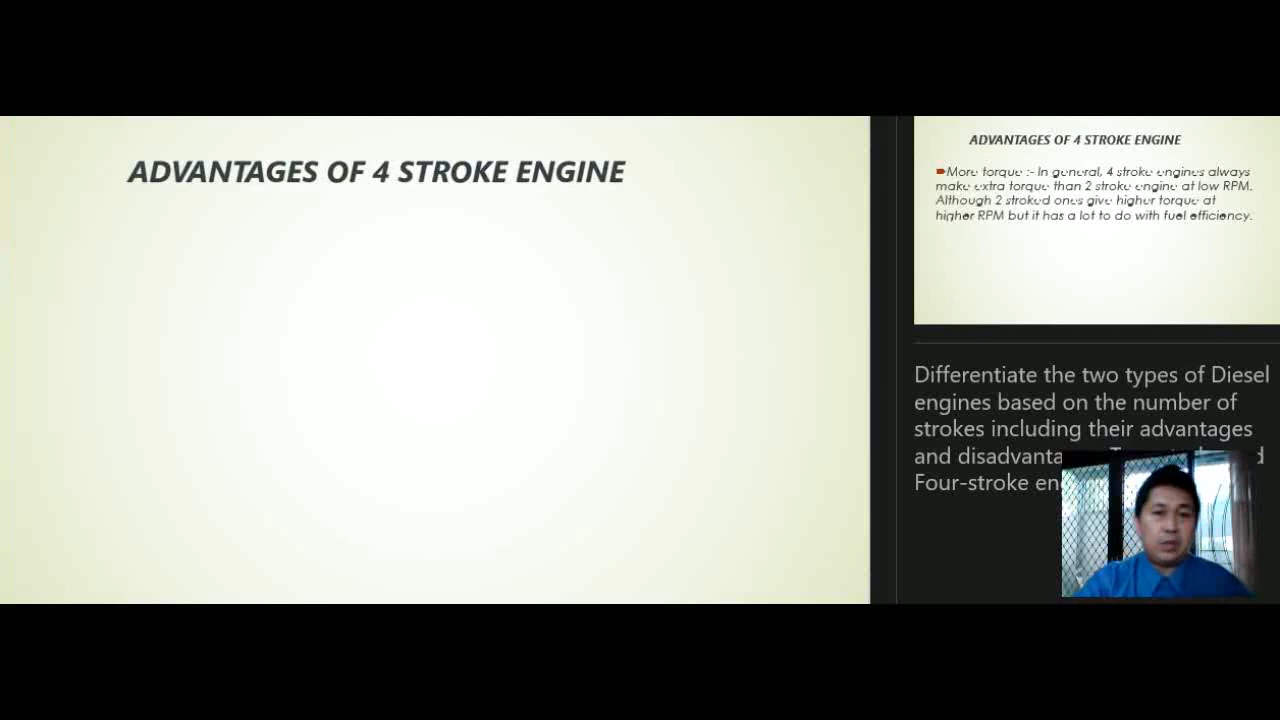 ADVANTAGES OF 4 STROKE ENGINE
ADVANTAGES OF 4 STROKE ENGINE
More torque :- In general, 4 stroke engines always
make extra torque than 2 stroke engine at low RPM.
Although 2 stroked ones give higher torque at
higher RPM but it has a lot to do with fuel efficiency.
Differentiate the two types of Diesel
engines based on the number of
strokes including their advantages
and
Four-stroke